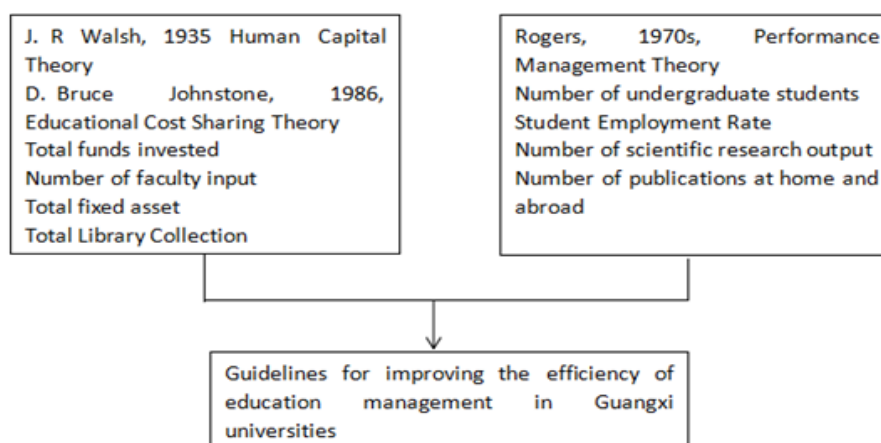 J. R Walsh, 1935 Human Capital
Theory
D. Bruce Johnstone, 1986,
Educational Cost Sharing Theory
Total funds invested
Number of faculty input
Total fixed asset
Total Library Collection
Rogers, 1970s, Performance
Management Theory
Number of undergraduate students
Student Employment Rate
Number of scientific research output
Number of publications at home and
abroad
Guidelines for improving the efficiency of
education management in Guangxi
universities